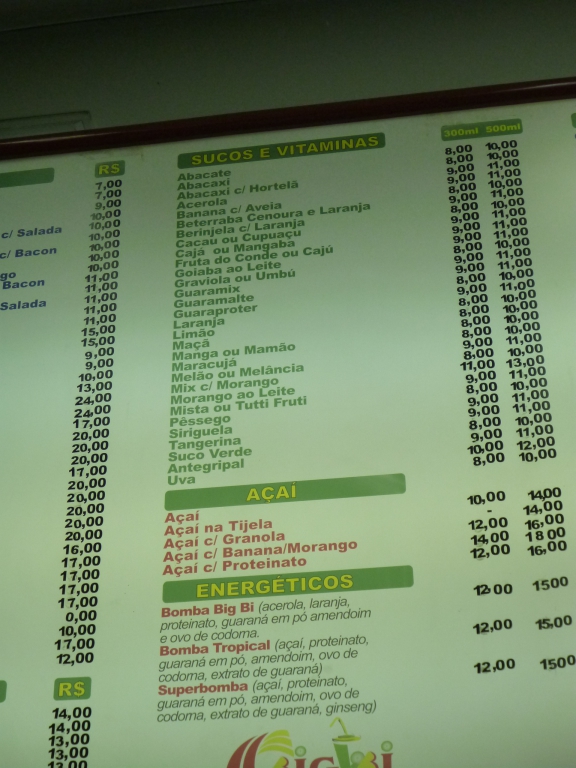 R$
7,00
7,00
9,00
10,00
c/ Salada 10,00
10,00
c/ Bacon 10,00
10,00
11,00
Bacon 11,00
11,00
Salada 11,00
11,00
15,00
15,00
9,00
9,00
10,00
13,00
24,00
24,00
17,00
20,00
20,00
20,00
17,00
20,00
20,00
20,00
20,00
20,00
16,00
17,00
17,00
17,00
17,00
0,00
10,00
17,00
12,00
R$
14,00
14,00
13,00
13,00
13,00
SUCOS E VITAMINAS 300ml 500ml
Abacate 8,00 10,00
Abacaxi 8,00 10,00
Abacaxi c/ Hortelã 9,00 11,00
Acerola 9,00 11,00
Banana c/ Aveia 8,00 10,00
Beterraba Cenoura e Laranja 9,00 11,00
Berinjela c/ Laranja 8,00 10,00
Cacau ou Cupuaçu 9,00 11,00
Cajá ou Mangaba 9,00 11,00
Fruta do Conde ou Cajú 9,00 11,00
Goiaba ao Leite 8,00 10,00
Graviola ou Umbú 9,00 11,00
Guaramix 9,00 11,00
Guaramalte 8,00 10,00
Guaraproter 9,00 11,00
Laranja 8,00 10,00
Limão 8,00 10,00
Maçã 8,00 10,00
Manga ou Mamão 8,00 10,00
Maracujá 9,00 11,00
Melão ou Melância 8,00 10,00
Mix c/ Morango 11,00 13,00
Morango ao Leite 9,00 11,00
Mista ou Tutti Fruti 8,00 10,00
Pêssego 9,00 11,00
Siriguela 9,00 11,00
Tangerina 8,00 10,00
Suco Verde 9,00 11,00
Antegripal 10,00 12,00
Uva 8,00 10,00
AÇAÍ
Açaí 10,00 14,00
Açaí na Tijela - 14,00
Açaí c/ Granola 12,00 16,00
Açaí c/ Banana/Morango 14,00 18 00
Açaí c/ Proteinato 12,00 16,00
ENERGÉTICOS
Bomba Big Bi (acerola, laranja, 12,00 1500
proteinato, guaraná em pó amendoim
e ovo de codorna.
Bomba Tropical (açaí, proteinato, 12,00 15,00
guaraná em pó, amendoim, ovo de
codorna, extrato de guaraná)
Superbomba (açaí, proteinato, 12,00 1500
guaraná em pó, amendoim, ovo de
codorna, extrato de guaraná, ginseng)
BigBi